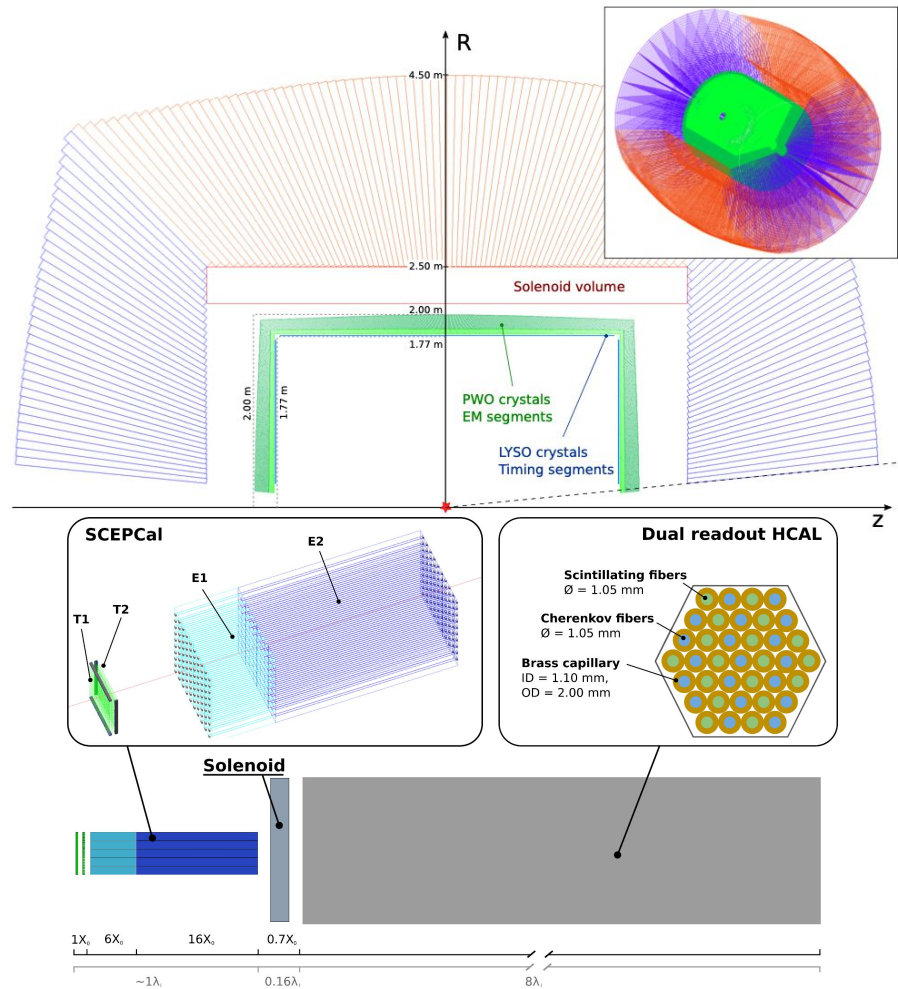 R
4.50 m
2.50 m
Solenoid volume
2.00 m
1.77 m
2.00 m
1.77 m
PWO crystals
EM segments
LYSO crystals
Timing segments
z
SCEPCal
E2
E1
T2
T1
Dual readout HCAL
Scintillating fibers
Ø = 1.05 mm
Cherenkov fibers
Ø = 1.05 mm
Brass capillary
ID = 1.10 mm,
OD = 2.00 mm
Solenoid
1X₀ 6X₀ 16X₀ 0.7X₀
~1λᵢ 0.16λᵢ 8λᵢ